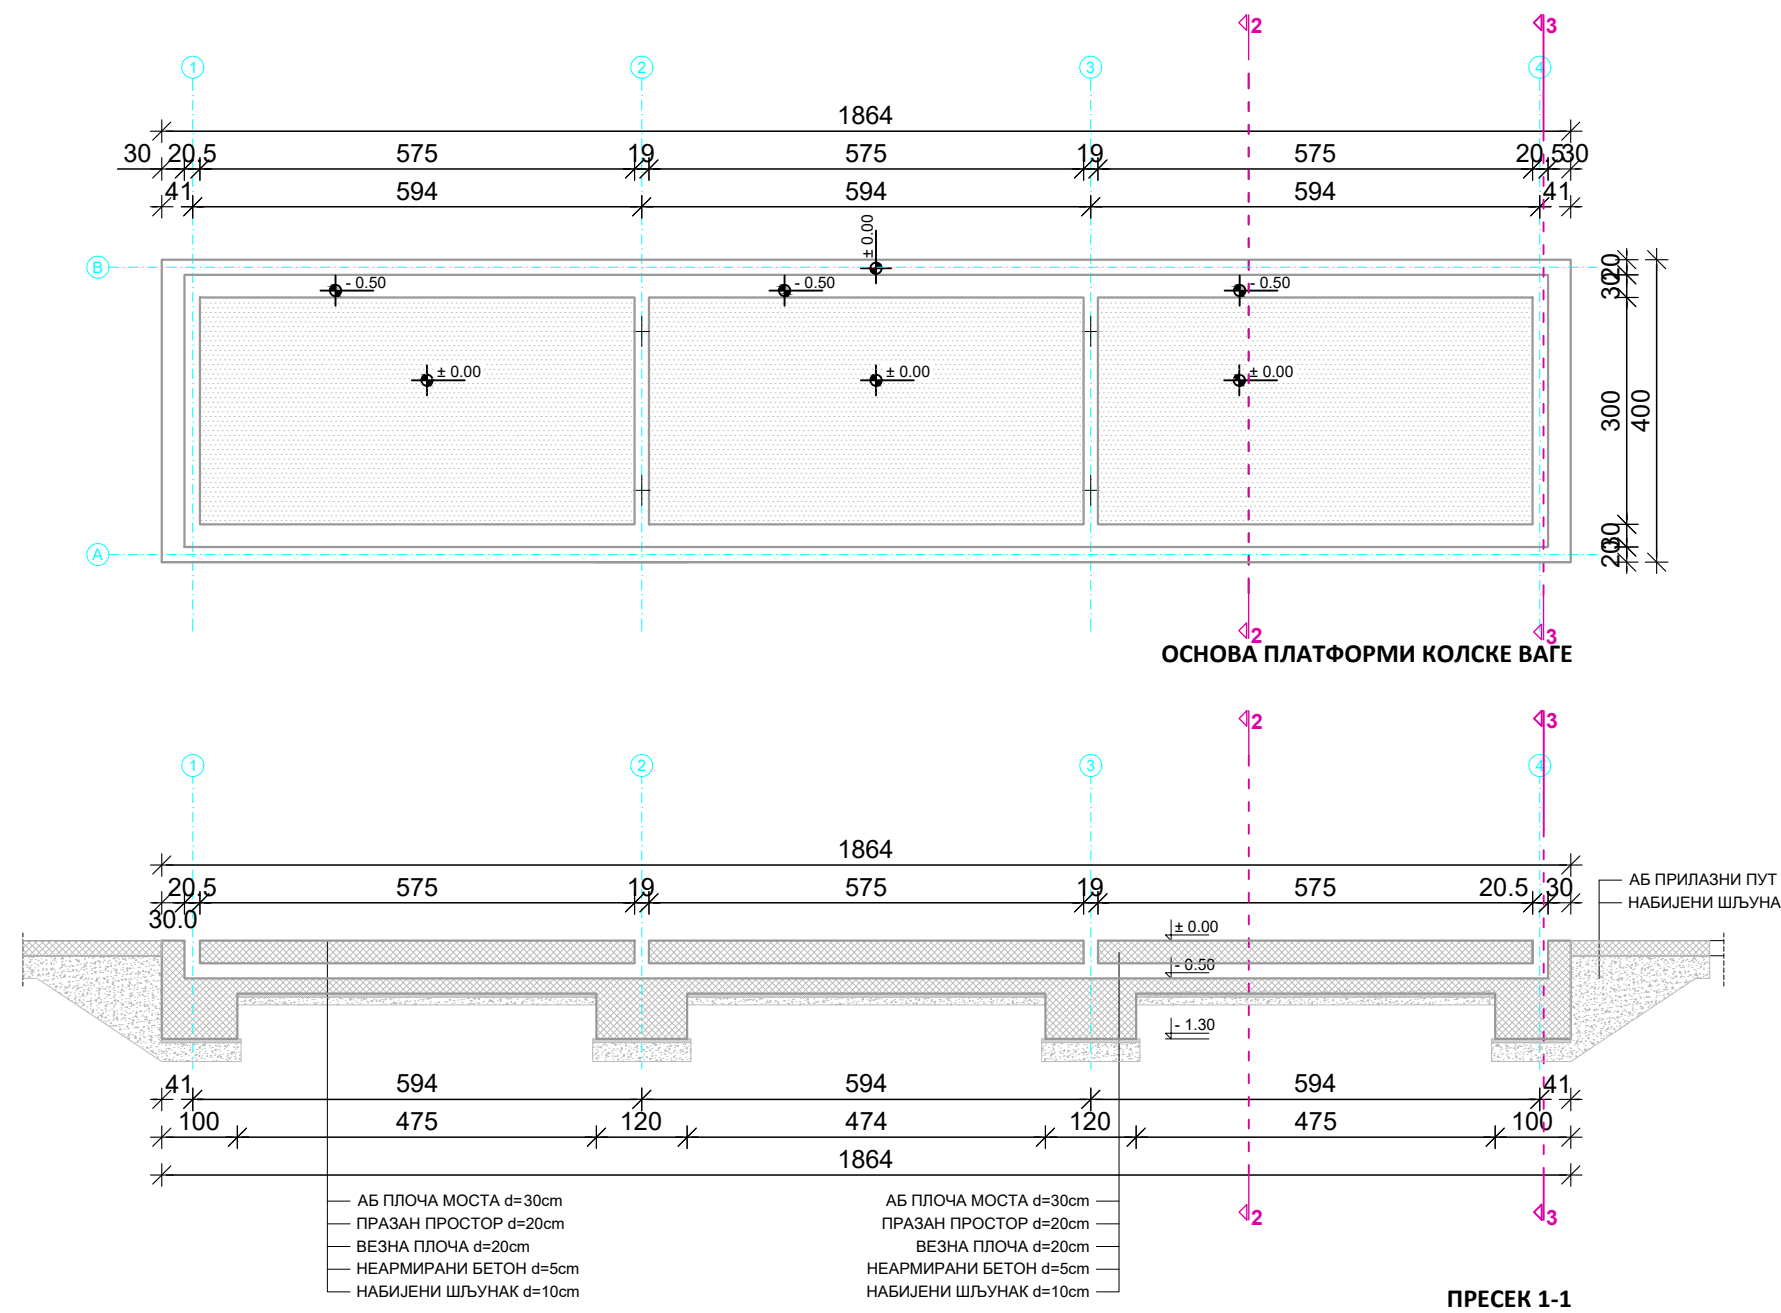 2 3
1 2 3 4
1864
30 20.5 575 19 575 19 575 20.5 30
41 594 594 594 41
± 0.00
B
- 0.50 - 0.50 - 0.50
20
30
± 0.00 ± 0.00 ± 0.00
300 400
30
20
A
2 3
ОСНОВА ПЛАТФОРМИ КОЛСКЕ ВАГЕ
2 3
1 2 3 4
1864
20.5 575 19 575 19 575 20.5 30
30.0
АБ ПРИЛАЗНИ ПУТ
НАБИЈЕНИ ШЉУНА
± 0.00
- 0.50
- 1.30
41 594 594 594 41
100 475 120 474 120 475 100
1864
АБ ПЛОЧА МОСТА d=30cm
ПРАЗАН ПРОСТОР d=20cm
ВЕЗНА ПЛОЧА d=20cm
НЕАРМИРАНИ БЕТОН d=5cm
НАБИЈЕНИ ШЉУНАК d=10cm
АБ ПЛОЧА МОСТА d=30cm
ПРАЗАН ПРОСТОР d=20cm
ВЕЗНА ПЛОЧА d=20cm
НЕАРМИРАНИ БЕТОН d=5cm
НАБИЈЕНИ ШЉУНАК d=10cm
2 3
ПРЕСЕК 1-1